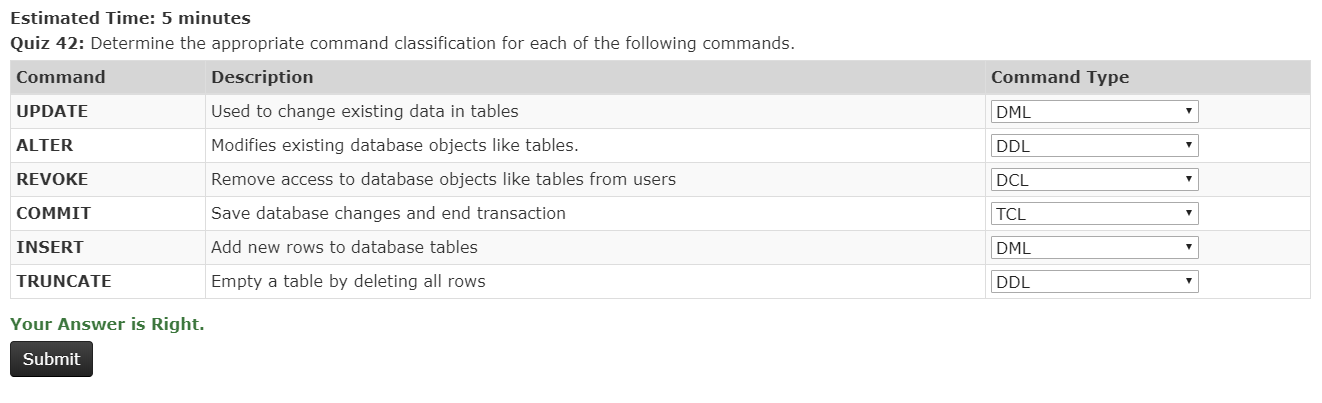 Estimated Time: 5 minutes
Quiz 42: Determine the appropriate command classification for each of the following commands.
Command Description Command Type
UPDATE Used to change existing data in tables DML
ALTER Modifies existing database objects like tables. DDL
REVOKE Remove access to database objects like tables from users DCL
COMMIT Save database changes and end transaction TCL
INSERT Add new rows to database tables DML
TRUNCATE Empty a table by deleting all rows DDL
Your Answer is Right.
Submit